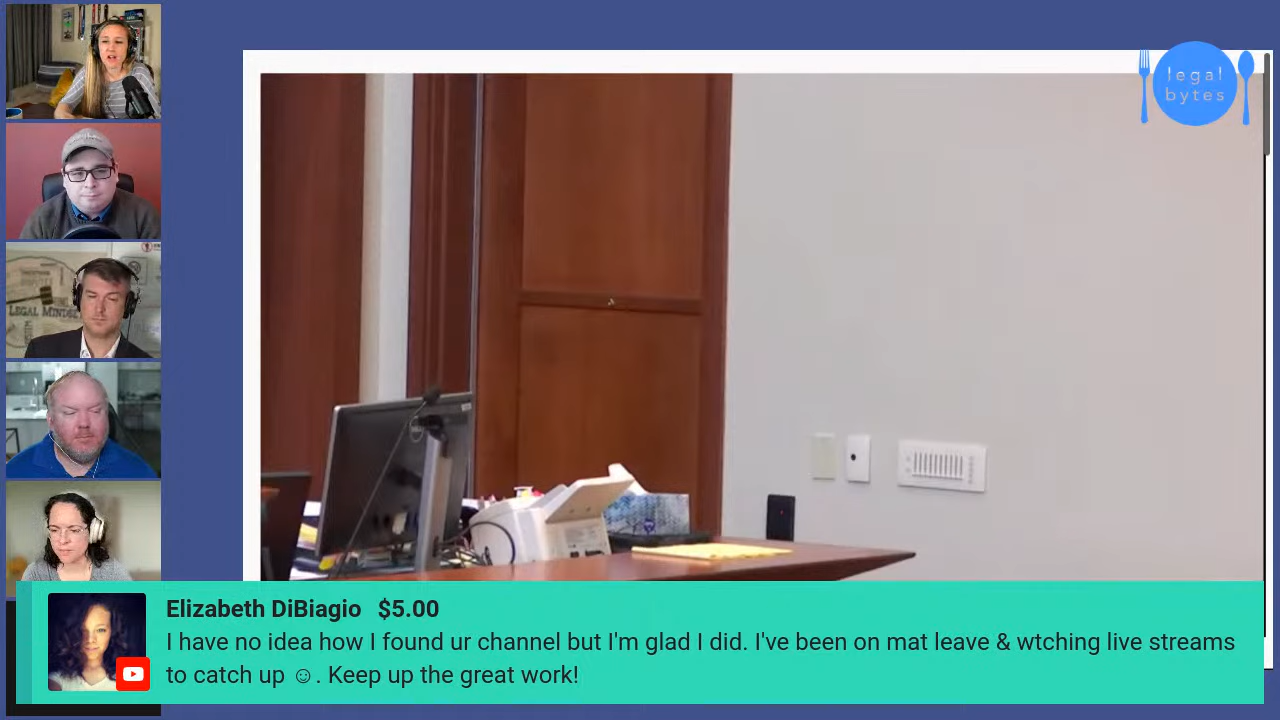 legal
bytes
LEGAL MINDSE
Elizabeth DiBiagio $5.00
I have no idea how I found ur channel but I'm glad I did. I've been on mat leave & wtching live streams
to catch up ☺. Keep up the great work!